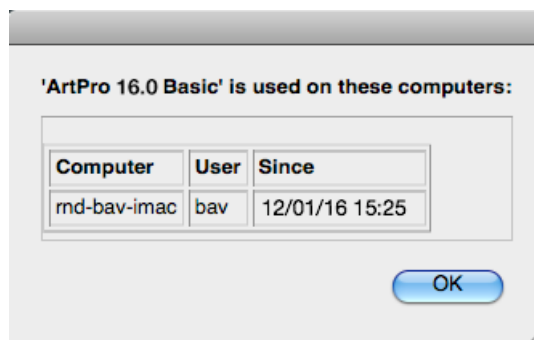 'ArtPro 16.0 Basic' is used on these computers:
Computer User Since
rnd-bav-imac bav 12/01/16 15:25
OK